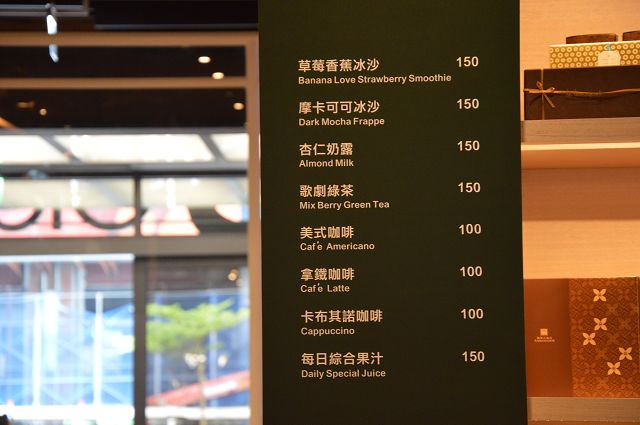 草莓香蕉冰沙 150
Banana Love Strawberry Smoothie
摩卡可可冰沙 150
Dark Mocha Frappe
杏仁奶露 150
Almond Milk
歌劇綠茶 150
Mix Berry Green Tea
美式咖啡 100
Café Americano
拿鐵咖啡 100
Café Latte
卡布其諾咖啡 100
Cappuccino
每日綜合果汁 150
Daily Special Juice